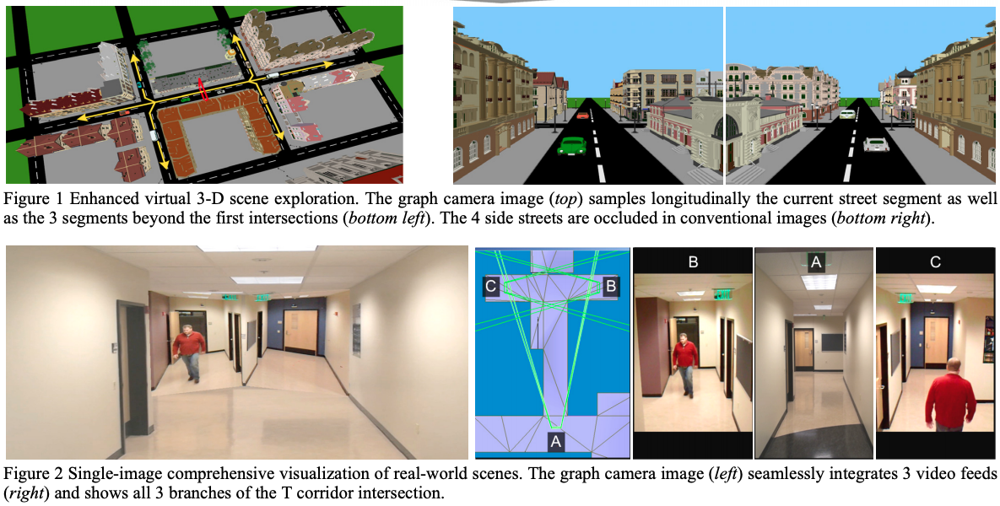 Figure 1 Enhanced virtual 3-D scene exploration. The graph camera image (top) samples longitudinally the current street segment as well
as the 3 segments beyond the first intersections (bottom left). The 4 side streets are occluded in conventional images (bottom right).
B
A
C
C
B
A
Figure 2 Single-image comprehensive visualization of real-world scenes. The graph camera image (left) seamlessly integrates 3 video feeds
(right) and shows all 3 branches of the T corridor intersection.